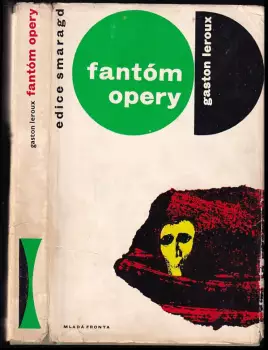 gaston leroux fantóm opery
edice smaragd
fantóm
opery
gaston leroux
MLADÁ FRONTA